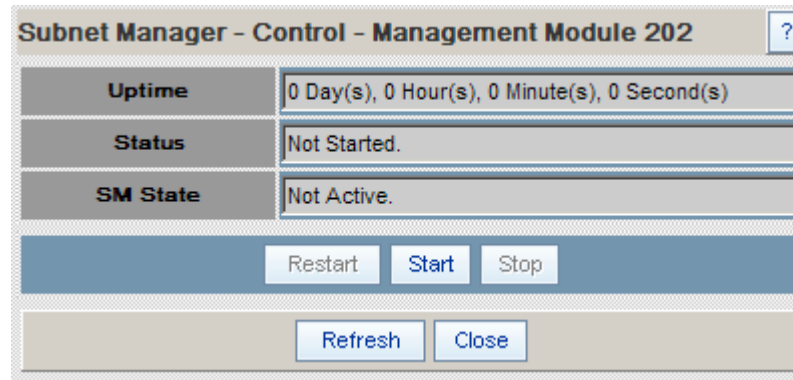 Subnet Manager - Control - Management Module 202 ?
Uptime 0 Day(s), 0 Hour(s), 0 Minute(s), 0 Second(s)
Status Not Started.
SM State Not Active.
Restart Start Stop
Refresh Close